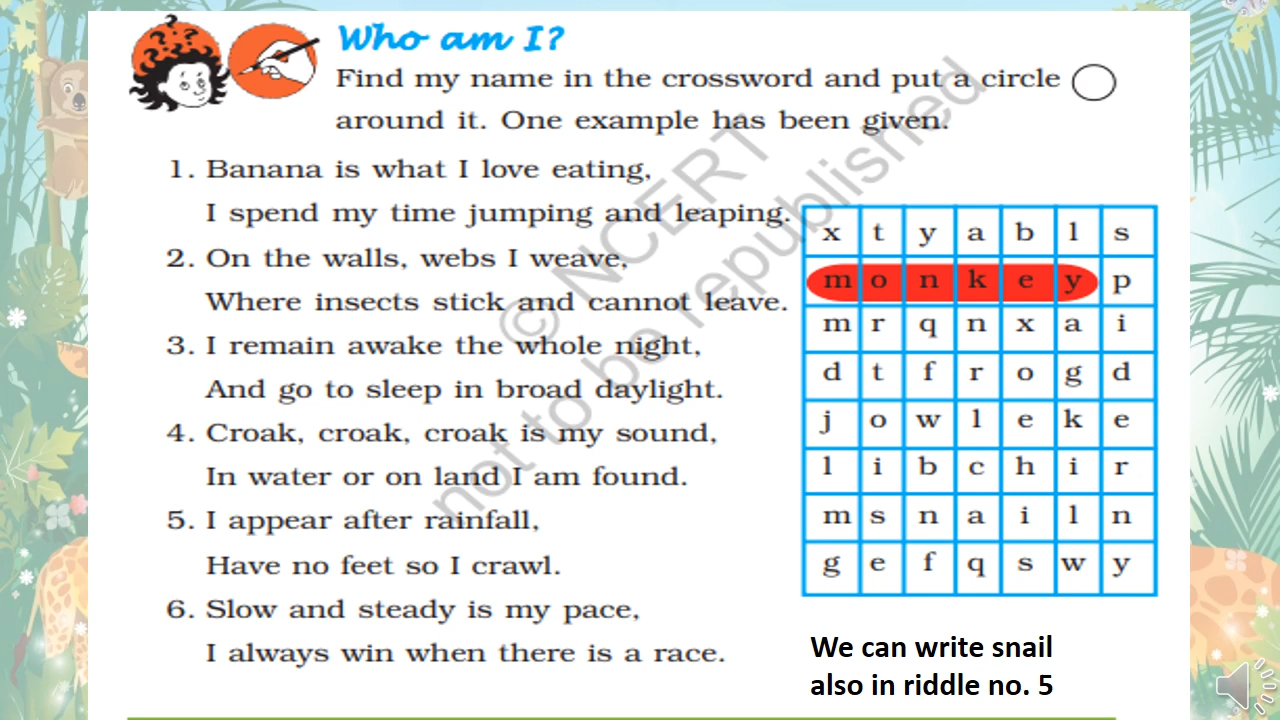 Who am I?
Find my name in the crossword and put a circle
around it. One example has been given.
1. Banana is what I love eating,
I spend my time jumping and leaping.
2. On the walls, webs I weave,
Where insects stick and cannot leave.
3. I remain awake the whole night,
And go to sleep in broad daylight.
4. Croak, croak, croak is my sound,
In water or on land I am found.
5. I appear after rainfall,
Have no feet so I crawl.
6. Slow and steady is my pace,
I always win when there is a race.
x t y a b l s
m o n k e y p
m r q n x a i
d t f r o g d
j o w l e k e
l i b c h i r
m s n a i l n
g e f q s w y
We can write snail
also in riddle no. 5
© NCERT
not to be republished